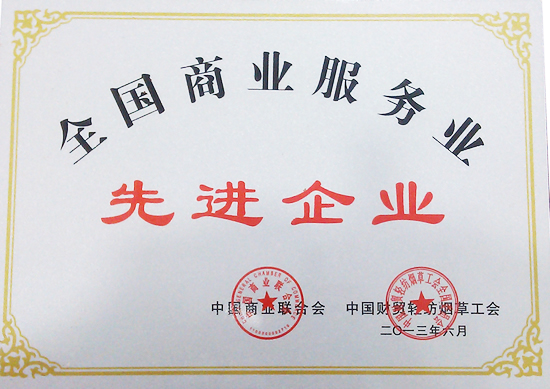 全国商业服务业
先进企业
中国商业联合会 中国财贸轻纺烟草工会
二〇一三年六月